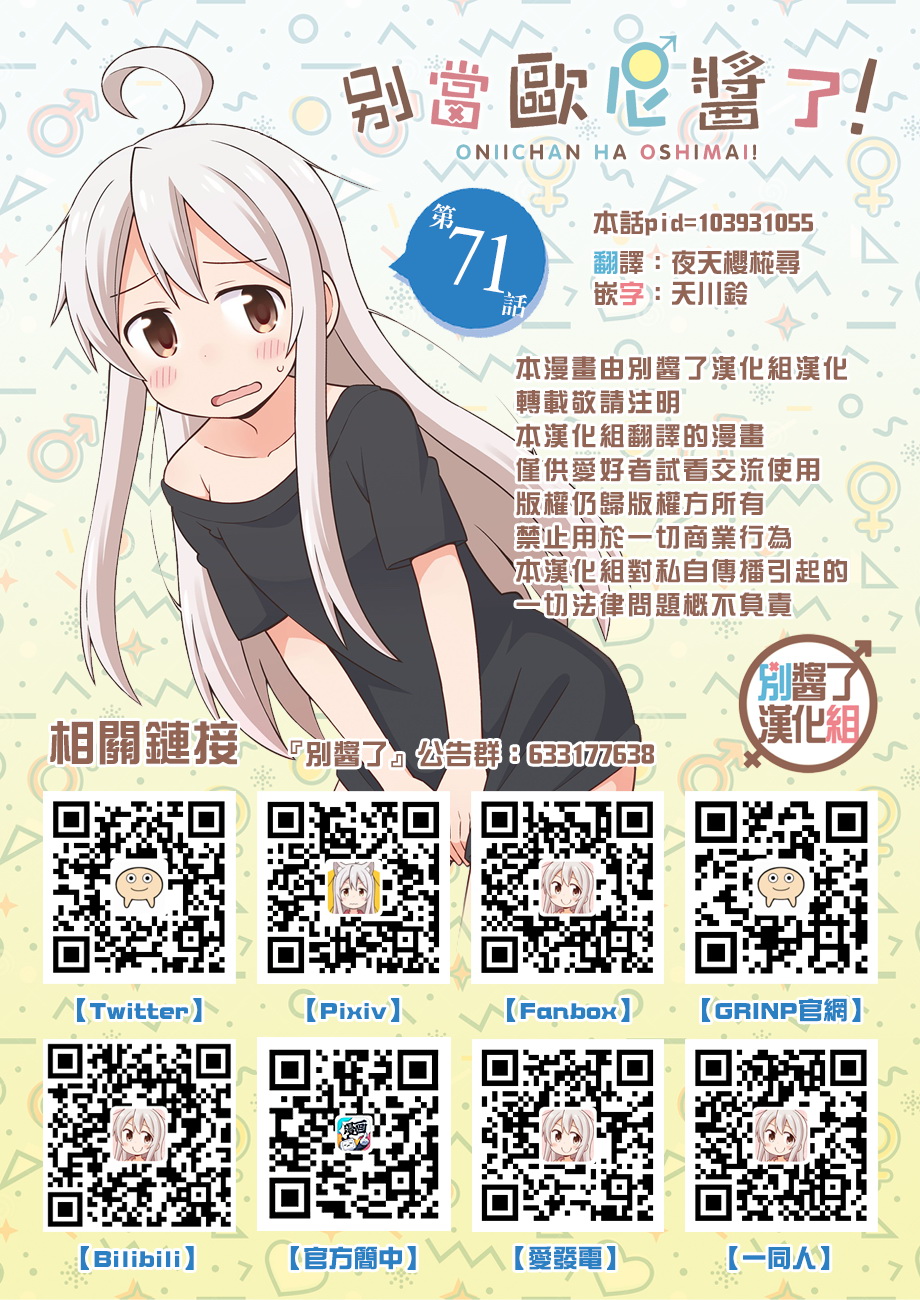 别當歐尼醬了!
ONIICHAN HA OSHIMAI!
第71話
本話pid=103931055
翻譯：夜天櫻椛尋
嵌字：天川鈴
本漫畫由別醬了漢化組漢化
轉載敬請注明
本漢化組翻譯的漫畫
僅供愛好者試看交流使用
版權仍歸版權方所有
禁止用於一切商業行為
本漢化組對私自傳播引起的
一切法律問題概不負責
別醬了
漢化組
相關鏈接
『別醬了』公告群：633177638
【Twitter】
【Pixiv】
【Fanbox】
【GRINP官網】
漫画
【Bilibili】
【官方簡中】
【愛發電】
【一同人】